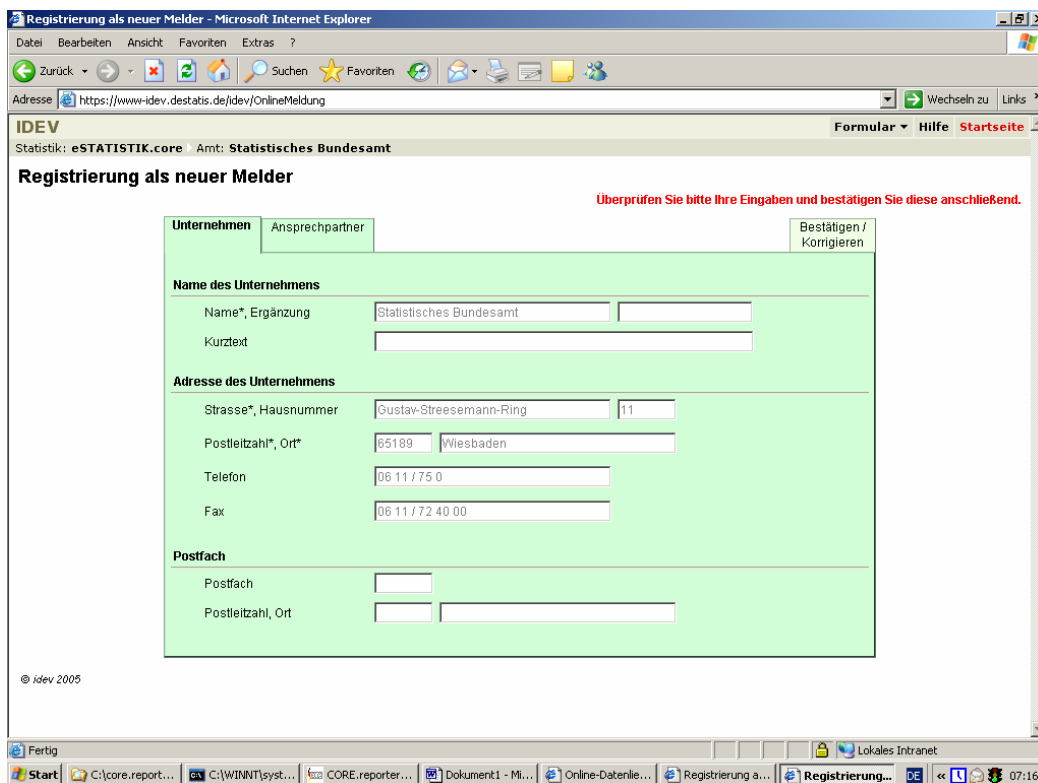 Registrierung als neuer Melder - Microsoft Internet Explorer
Datei Bearbeiten Ansicht Favoriten Extras ?
Zurück Suchen Favoriten
Adresse https://www-idev.destatis.de/idev/OnlineMeldung Wechseln zu Links
IDEV Formular Hilfe Startseite
Statistik: eSTATISTIK.core Amt: Statistisches Bundesamt
Registrierung als neuer Melder
Überprüfen Sie bitte Ihre Eingaben und bestätigen Sie diese anschließend.
Unternehmen Ansprechpartner Bestätigen /
Korrigieren
Name des Unternehmens
Name*, Ergänzung Statistisches Bundesamt
Kurztext
Adresse des Unternehmens
Strasse*, Hausnummer Gustav-Streesemann-Ring 11
Postleitzahl*, Ort* 65189 Wiesbaden
Telefon 06 11 / 75 0
Fax 06 11 / 72 40 00
Postfach
Postfach
Postleitzahl, Ort
© idev 2005
Fertig Lokales Intranet
Start C:\core.report... C:\WINNT\syst... CORE.reporter... Dokument1 - Mi... Online-Datenlie... Registrierung a... Registrierung... DE « 07:16